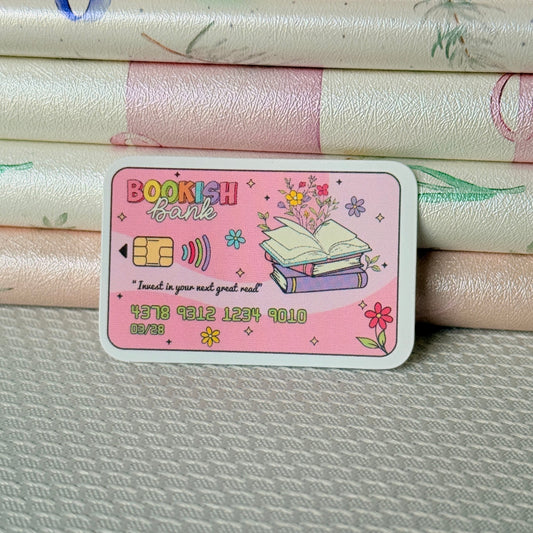 BOOKISH
Bank
"Invest in your next great read"
4378 9312 1234 9010
03/28